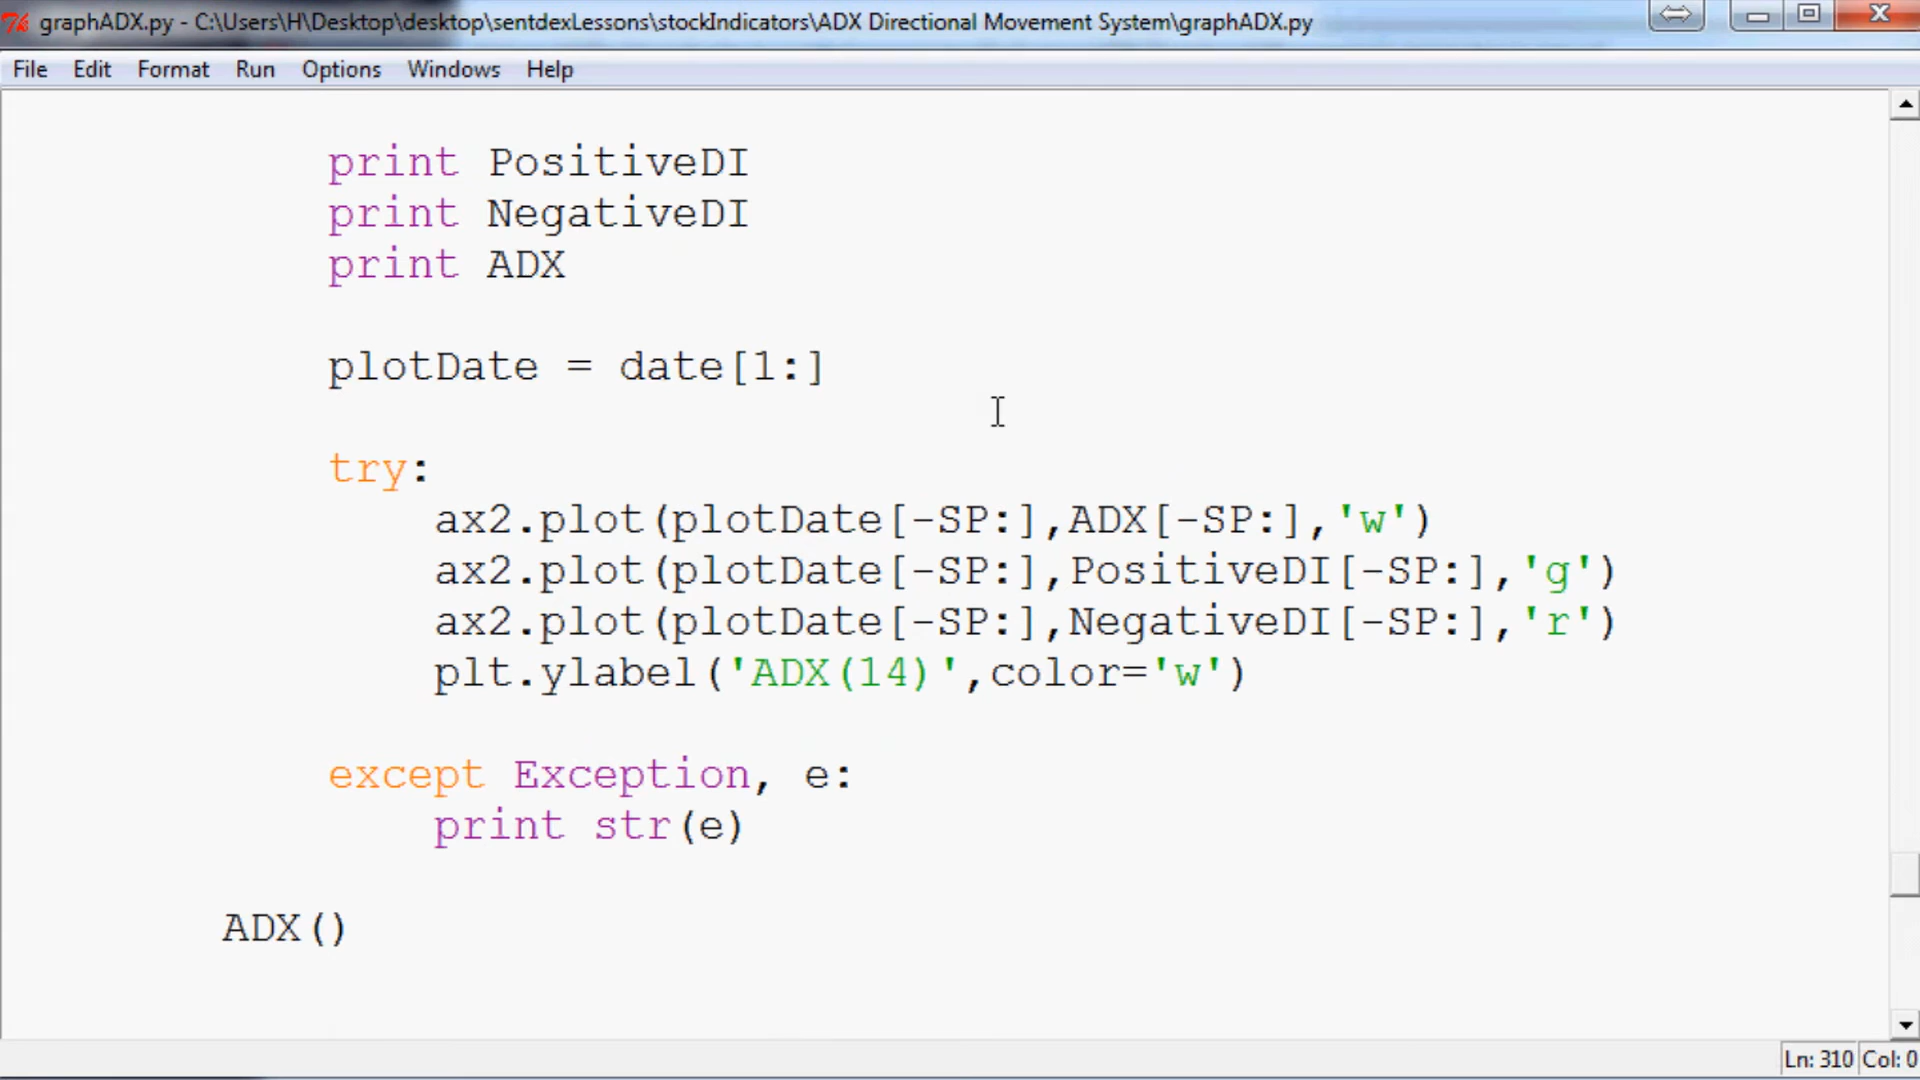 graphADX.py - C:\Users\H\Desktop\desktop\sentdexLessons\stockIndicators\ADX Directional Movement System\graphADX.py
File Edit Format Run Options Windows Help
print PositiveDI
print NegativeDI
print ADX
plotDate = date[1:]
try:
ax2.plot(plotDate[-SP:],ADX[-SP:],'w')
ax2.plot(plotDate[-SP:],PositiveDI[-SP:],'g')
ax2.plot(plotDate[-SP:],NegativeDI[-SP:],'r')
plt.ylabel('ADX(14)',color='w')
except Exception, e:
print str(e)
ADX()
Ln: 310 Col: 0